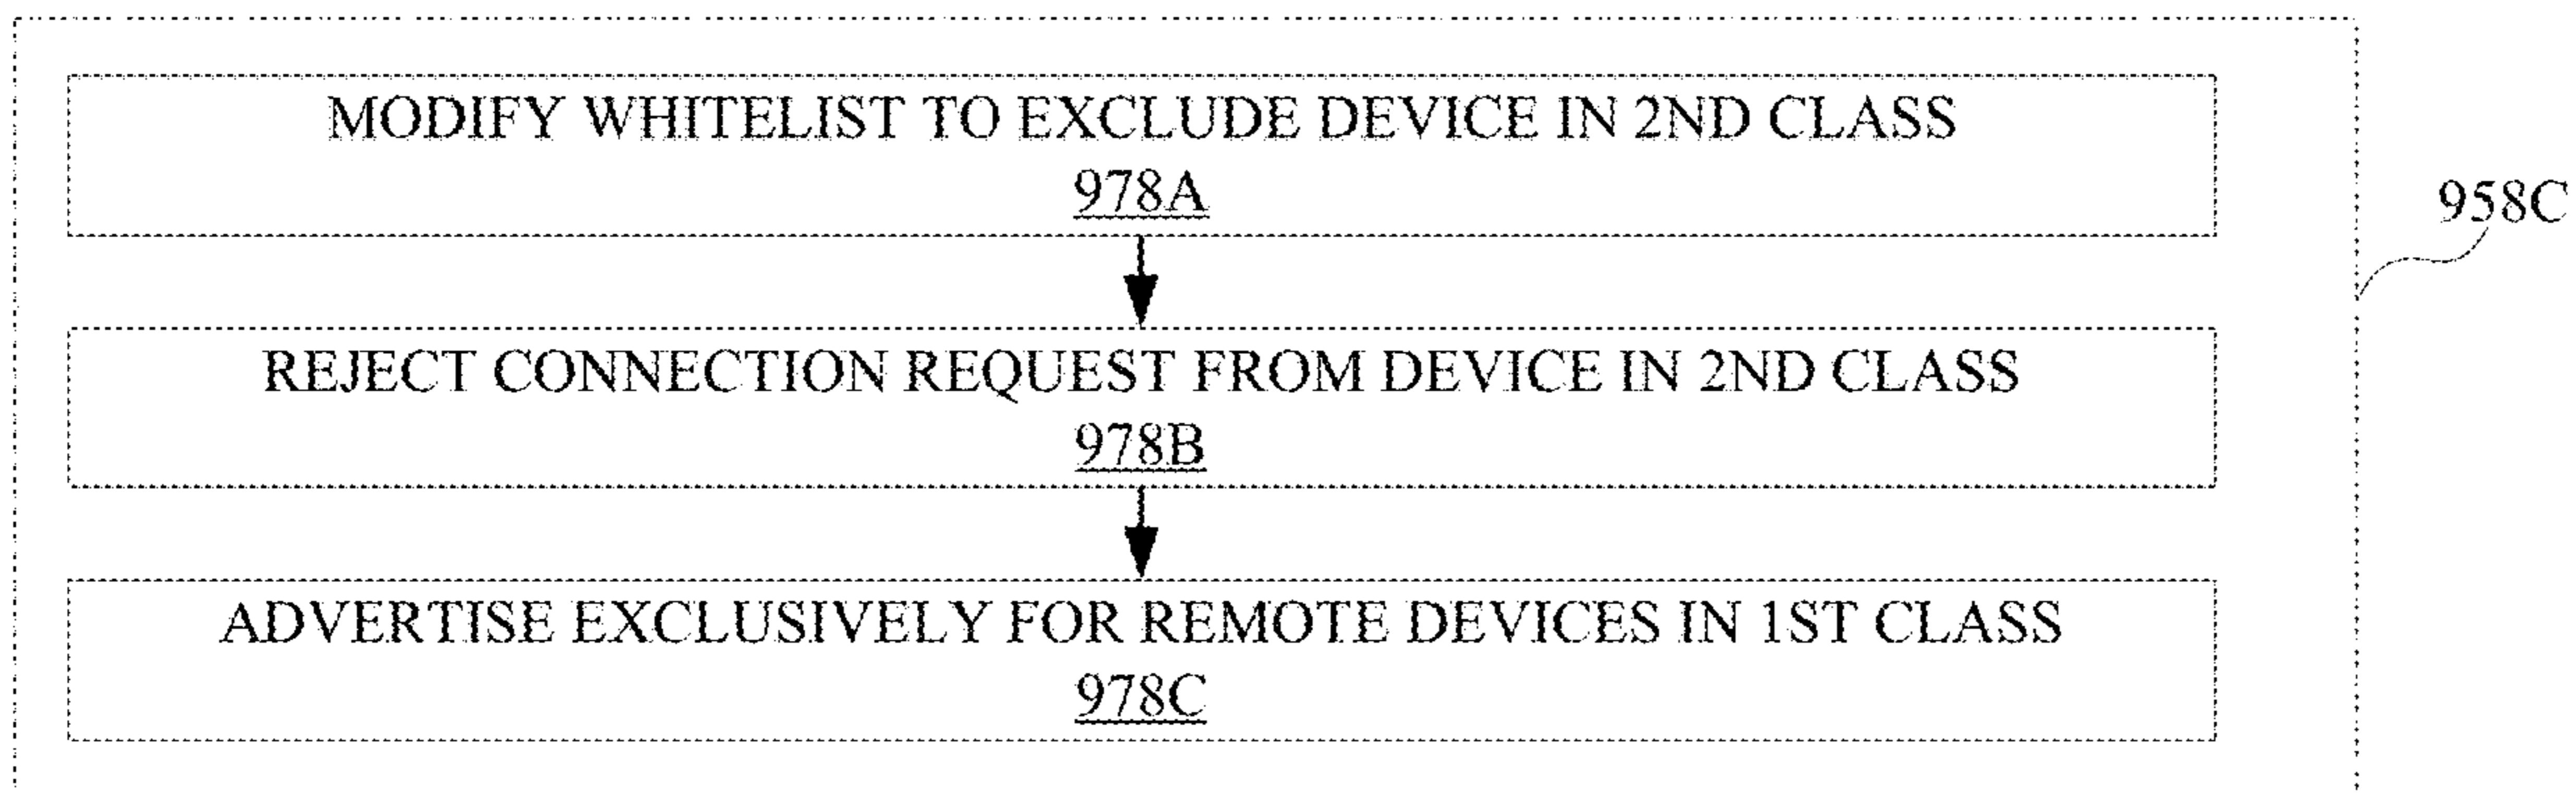 MODIFY WHITELIST TO EXCLUDE DEVICE IN 2ND CLASS
978A
958C
REJECT CONNECTION REQUEST FROM DEVICE IN 2ND CLASS
978B
ADVERTISE EXCLUSIVELY FOR REMOTE DEVICES IN 1ST CLASS
978C